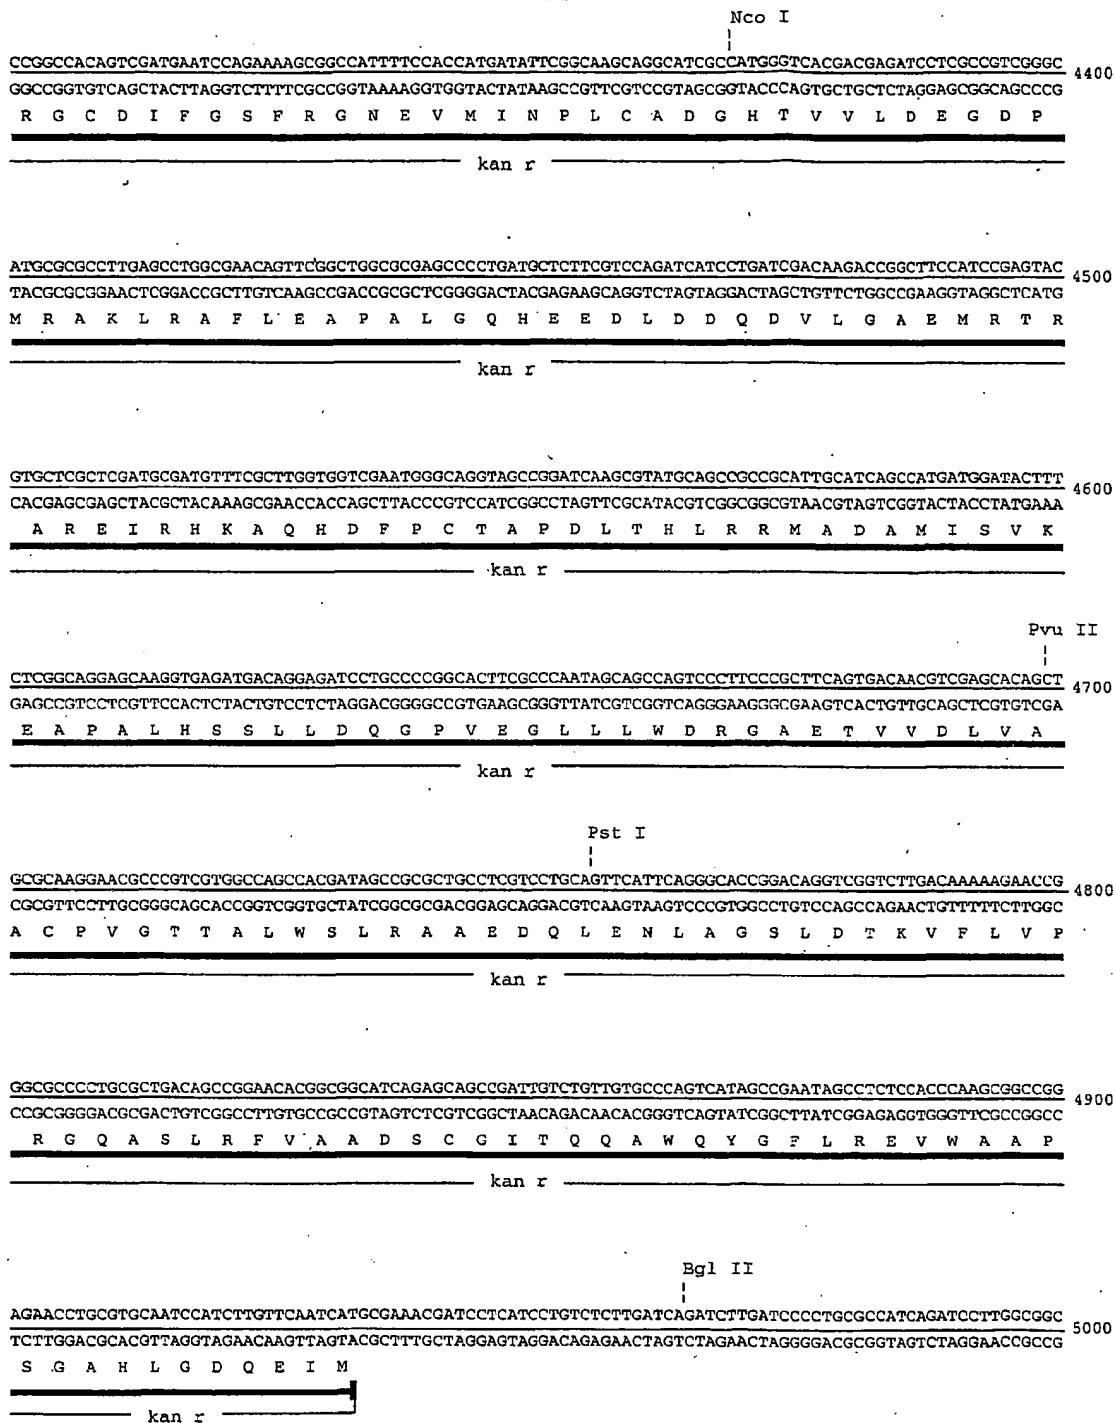 Nco I
CCGGCCACAGTCGATGAATCCAGAAAAGCGGCCATTTTCCACCATGATATTCGGCAAGCAGGCATCGCCATGGGTCACGACGAGATCCTCGCCGTCGGGC
4400
GGCCGGTGTCAGCTACTTAGGTCTTTTCGCCGGTAAAAGGTGGTACTATAAGCCGTTCGTCCGTAGCGGTACCCAGTGCTGCTCTAGGAGCGGCAGCCCG
R G C D I F G S F R G N E V M I N P L C A D G H T V V L D E G D P
kan r
ATGCGCGCCTTGAGCCTGGCGAACAGTTCGGCTGGCGCGAGCCCCTGATGCTCTTCGTCCAGATCATCCTGATCGACAAGACCGGCTTCCATCCGAGTAC
4500
TACGCGCGGAACTCGGACCGCTTGTCAAGCCGACCGCGCTCGGGGACTACGAGAAGCAGGTCTAGTAGGACTAGCTGTTCTGGCCGAAGGTAGGCTCATG
M R A K L R A F L E A P A L G Q H E E D L D D Q D V L G A E M R T R
kan r
GTGCTCGCTCGATGCGATGTTTCGCTTGGTGGTCGAATGGGCAGGTAGCCGGATCAAGCGTATGCAGCCGCCGCATTGCATCAGCCATGATGGATACTTT
4600
CACGAGCGAGCTACGCTACAAAGCGAACCACCAGCTTACCCGTCCATCGGCCTAGTTCGCATACGTCGGCGGCGTAACGTAGTCGGTACTACCTATGAAA
A R E I R H K A Q H D F P C T A P D L T H L R R M A D A M I S V K
kan r
Pvu II
CTCGGCAGGAGCAAGGTGAGATGACAGGAGATCCTGCCCCGGCACTTCGCCCAATAGCAGCCAGTCCCTTCCCGCTTCAGTGACAACGTCGAGCACAGCT
4700
GAGCCGTCCTCGTTCCACTCTACTGTCCTCTAGGACGGGGCCGTGAAGCGGGTTATCGTCGGTCAGGGAAGGGCGAAGTCACTGTTGCAGCTCGTGTCGA
E A P A L H S S L L D Q G P V E G L L L W D R G A E T V V D L V A
kan r
Pst I
GCGCAAGGAACGCCCGTCGTGGCCAGCCACGATAGCCGCGCTGCCTCGTCCTGCAGTTCATTCAGGGCACCGGACAGGTCGGTCTTGACAAAAAGAACCG
4800
CGCGTTCCTTGCGGGCAGCACCGGTCGGTGCTATCGGCGCGACGGAGCAGGACGTCAAGTAAGTCCCGTGGCCTGTCCAGCCAGAACTGTTTTTCTTGGC
A C P V G T T A L W S L R A A E D Q L E N L A G S L D T K V F L V P
kan r
GGCGCCCCTGCGCTGACAGCCGGAACACGGCGGCATCAGAGCAGCCGATTGTCTGTTGTGCCCAGTCATAGCCGAATAGCCTCTCCACCCAAGCGGCCGG
4900
CCGCGGGGACGCGACTGTCGGCCTTGTGCCGCCGTAGTCTCGTCGGCTAACAGACAACACGGGTCAGTATCGGCTTATCGGAGAGGTGGGTTCGCCGGCC
R G Q A S L R F V A A D S C G I T Q Q A W Q Y G F L R E V W A A P
kan r
Bgl II
AGAACCTGCGTGCAATCCATCTTGTTCAATCATGCGAAACGATCCTCATCCTGTCTCTTGATCAGATCTTGATCCCCTGCGCCATCAGATCCTTGGCGGC
5000
TCTTGGACGCACGTTAGGTAGAACAAGTTAGTACGCTTTGCTAGGAGTAGGACAGAGAACTAGTCTAGAACTAGGGGACGCGGTAGTCTAGGAACCGCCG
S G A H L G D Q E I M
kan r